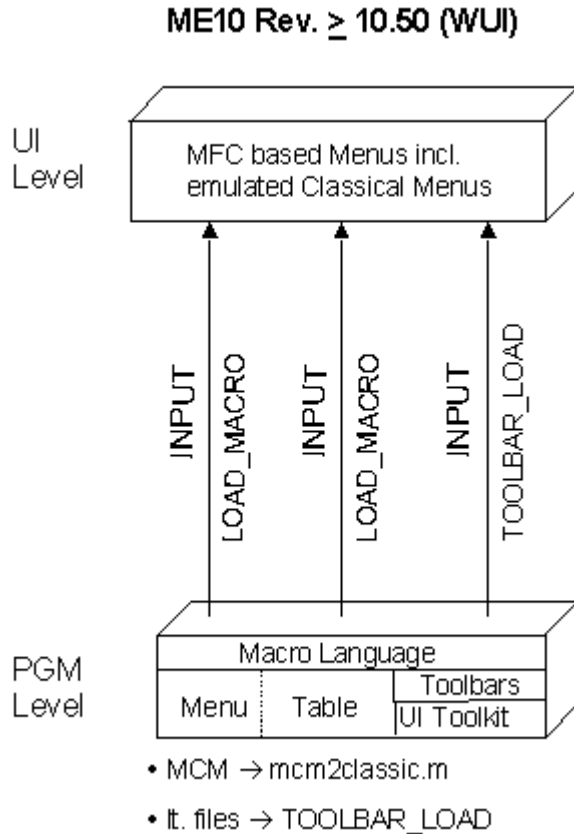 ME10 Rev. ≥ 10.50 (WUI)
UI
Level
MFC based Menus incl.
emulated Classical Menus
INPUT
LOAD_MACRO
INPUT
LOAD_MACRO
INPUT
TOOLBAR_LOAD
PGM
Level
Macro Language
Menu
Table
Toolbars
UI Toolkit
• MCM → mcm2classic.m
• lt. files → TOOLBAR_LOAD